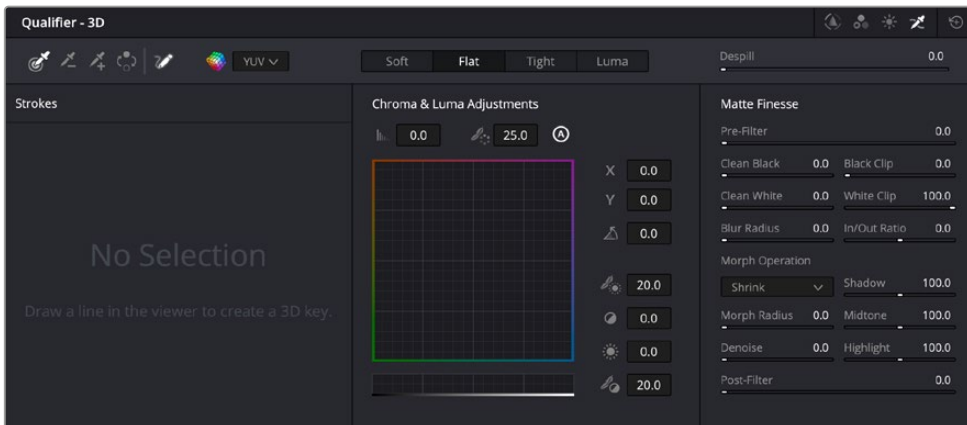 Qualifier - 3D
YUV
Soft Flat Tight Luma
Despill 0.0
Strokes
No Selection
Draw a line in the viewer to create a 3D key.
Chroma & Luma Adjustments
0.0 25.0 A
X 0.0
Y 0.0
0.0
20.0
0.0
0.0
20.0
Matte Finesse
Pre-Filter 0.0
Clean Black 0.0 Black Clip 0.0
Clean White 0.0 White Clip 100.0
Blur Radius 0.0 In/Out Ratio 0.0
Morph Operation
Shrink Shadow 100.0
Morph Radius 0.0 Midtone 100.0
Denoise 0.0 Highlight 100.0
Post-Filter 0.0